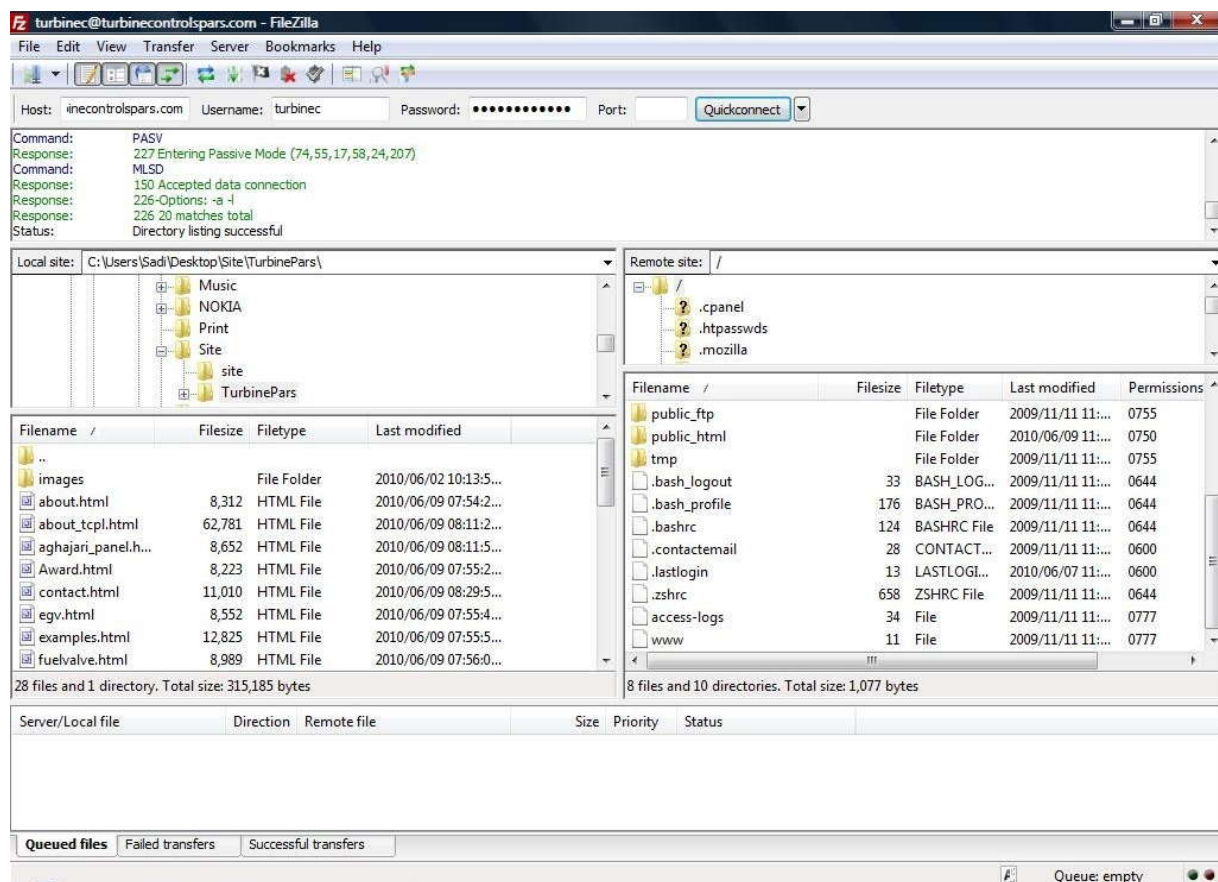 turbinec@turbinecontrolspars.com - FileZilla
File Edit View Transfer Server Bookmarks Help
Host: inecontrolspars.com Username: turbinec Password: •••••••••••• Port: Quickconnect
Command: PASV
Response: 227 Entering Passive Mode (74,55,17,58,24,207)
Command: MLSD
Response: 150 Accepted data connection
Response: 226-Options: -a -l
Response: 226 20 matches total
Status: Directory listing successful
Local site: C:\Users\Sadi\Desktop\Site\TurbinePars\
Music
NOKIA
Print
Site
site
TurbinePars
Filename / Filesize Filetype Last modified
..
images File Folder 2010/06/02 10:13:5...
about.html 8,312 HTML File 2010/06/09 07:54:2...
about_tcpl.html 62,781 HTML File 2010/06/09 08:11:2...
aghajari_panel.h... 8,652 HTML File 2010/06/09 08:11:5...
Award.html 8,223 HTML File 2010/06/09 07:55:2...
contact.html 11,010 HTML File 2010/06/09 08:29:5...
egv.html 8,552 HTML File 2010/06/09 07:55:4...
examples.html 12,825 HTML File 2010/06/09 07:55:5...
fuelvalve.html 8,989 HTML File 2010/06/09 07:56:0...
28 files and 1 directory. Total size: 315,185 bytes
Remote site: /
/
.cpanel
.htpasswds
.mozilla
Filename / Filesize Filetype Last modified Permissions
public_ftp File Folder 2009/11/11 11:... 0755
public_html File Folder 2010/06/09 11:... 0750
tmp File Folder 2009/11/11 11:... 0755
.bash_logout 33 BASH_LOG... 2009/11/11 11:... 0644
.bash_profile 176 BASH_PRO... 2009/11/11 11:... 0644
.bashrc 124 BASHRC File 2009/11/11 11:... 0644
.contactemail 28 CONTACT... 2009/11/11 11:... 0600
.lastlogin 13 LASTLOGI... 2010/06/07 11:... 0600
.zshrc 658 ZSHRC File 2009/11/11 11:... 0644
access-logs 34 File 2009/11/11 11:... 0777
www 11 File 2009/11/11 11:... 0777
8 files and 10 directories. Total size: 1,077 bytes
Server/Local file Direction Remote file Size Priority Status
Queued files Failed transfers Successful transfers
Queue: empty